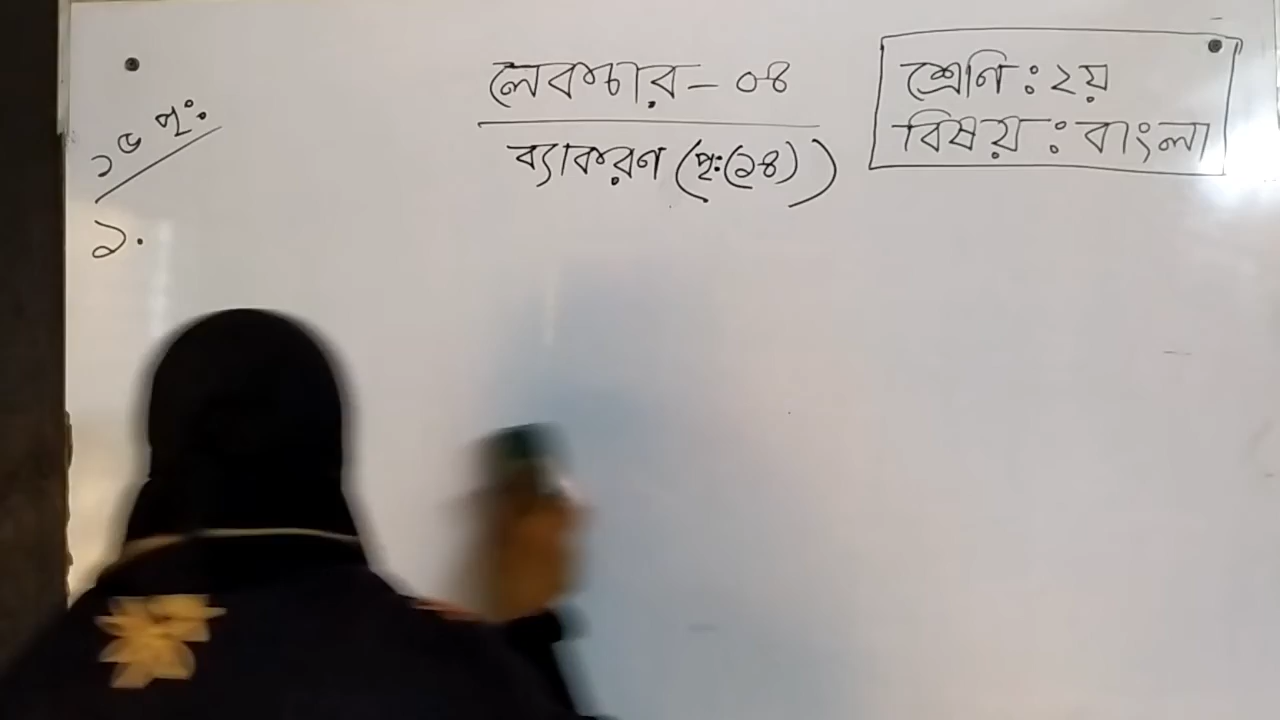 লেকচার - ০৪
ব্যাকরণ (পৃ:(১৪))
শ্রেণি : ২য়
বিষয় : বাংলা
১৬ পৃ:
১.